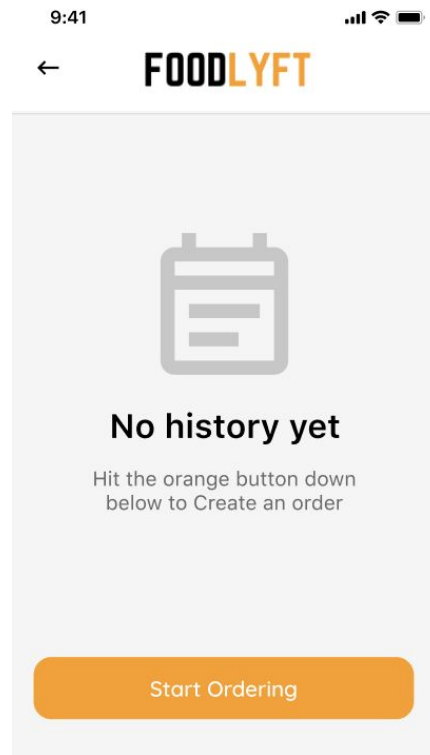 9:41
FOODLYFT
No history yet
Hit the orange button down
below to Create an order
Start Ordering